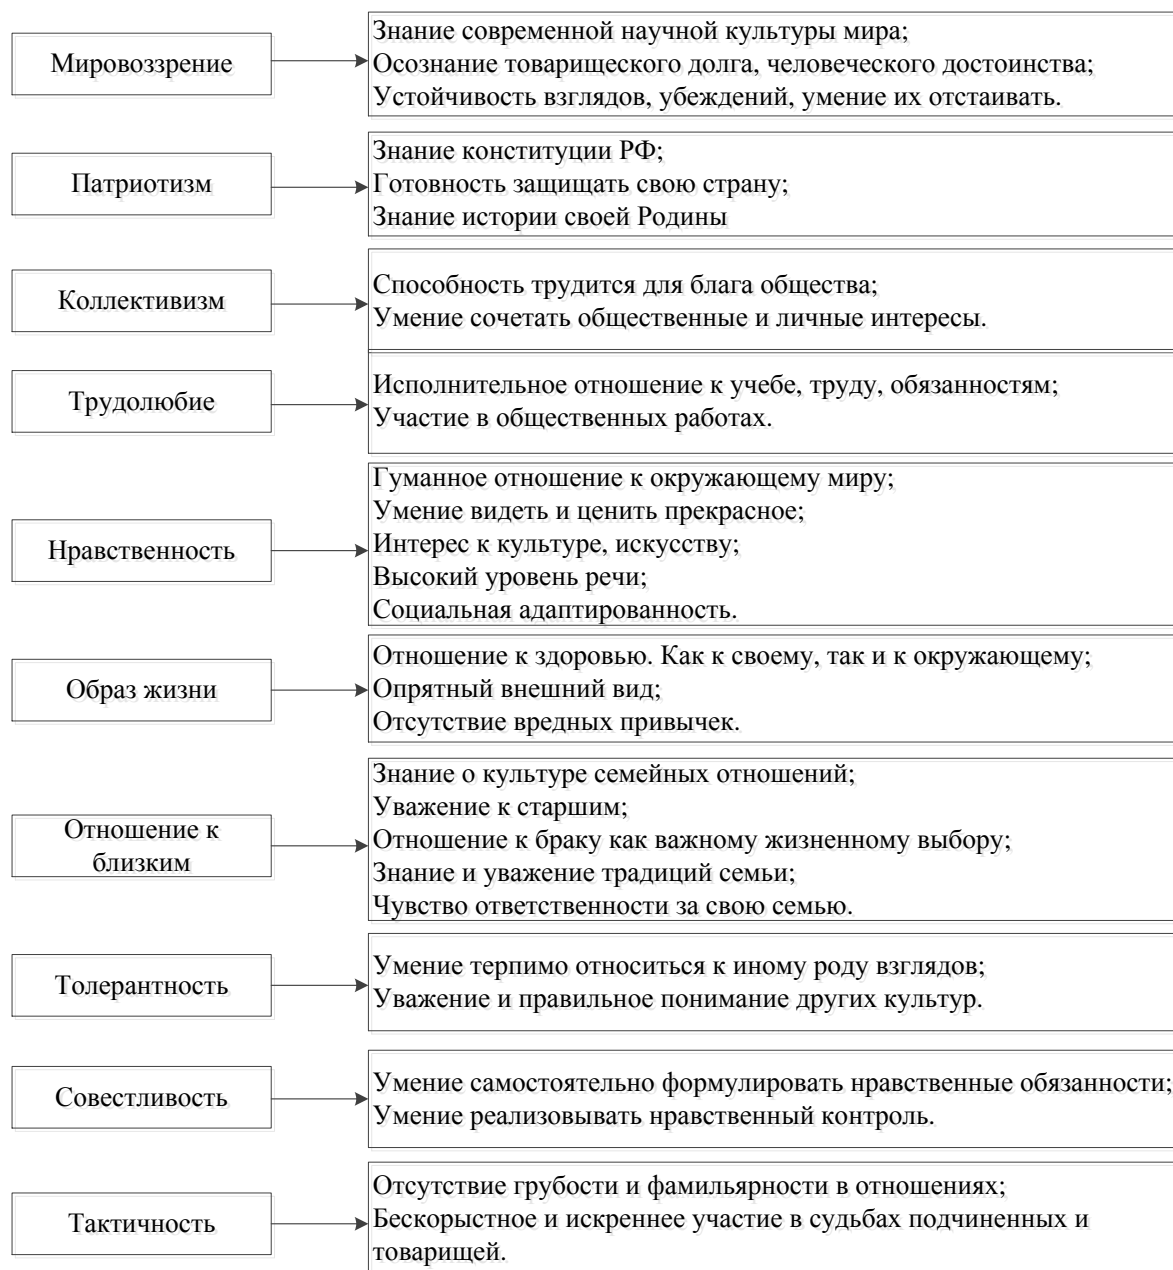 Мировоззрение
Знание современной научной культуры мира;
Осознание товарищеского долга, человеческого достоинства;
Устойчивость взглядов, убеждений, умение их отстаивать.
Патриотизм
Знание конституции РФ;
Готовность защищать свою страну;
Знание истории своей Родины
Коллективизм
Способность трудится для блага общества;
Умение сочетать общественные и личные интересы.
Трудолюбие
Исполнительное отношение к учебе, труду, обязанностям;
Участие в общественных работах.
Нравственность
Гуманное отношение к окружающему миру;
Умение видеть и ценить прекрасное;
Интерес к культуре, искусству;
Высокий уровень речи;
Социальная адаптированность.
Образ жизни
Отношение к здоровью. Как к своему, так и к окружающему;
Опрятный внешний вид;
Отсутствие вредных привычек.
Отношение к
близким
Знание о культуре семейных отношений;
Уважение к старшим;
Отношение к браку как важному жизненному выбору;
Знание и уважение традиций семьи;
Чувство ответственности за свою семью.
Толерантность
Умение терпимо относиться к иному роду взглядов;
Уважение и правильное понимание других культур.
Совестливость
Умение самостоятельно формулировать нравственные обязанности;
Умение реализовывать нравственный контроль.
Тактичность
Отсутствие грубости и фамильярности в отношениях;
Бескорыстное и искреннее участие в судьбах подчиненных и
товарищей.